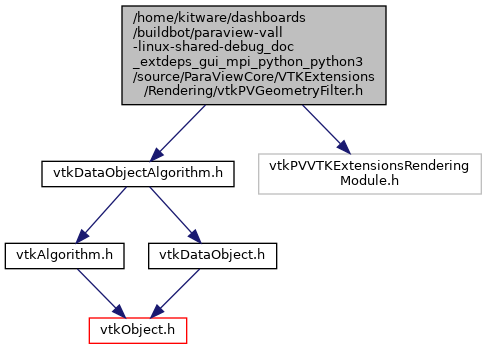 /home/kitware/dashboards
/buildbot/paraview-vall
-linux-shared-debug_doc
_extdeps_gui_mpi_python_python3
/source/ParaViewCore/VTKExtensions
/Rendering/vtkPVGeometryFilter.h
vtkDataObjectAlgorithm.h
vtkPVVTKExtensionsRendering
Module.h
vtkAlgorithm.h
vtkDataObject.h
vtkObject.h